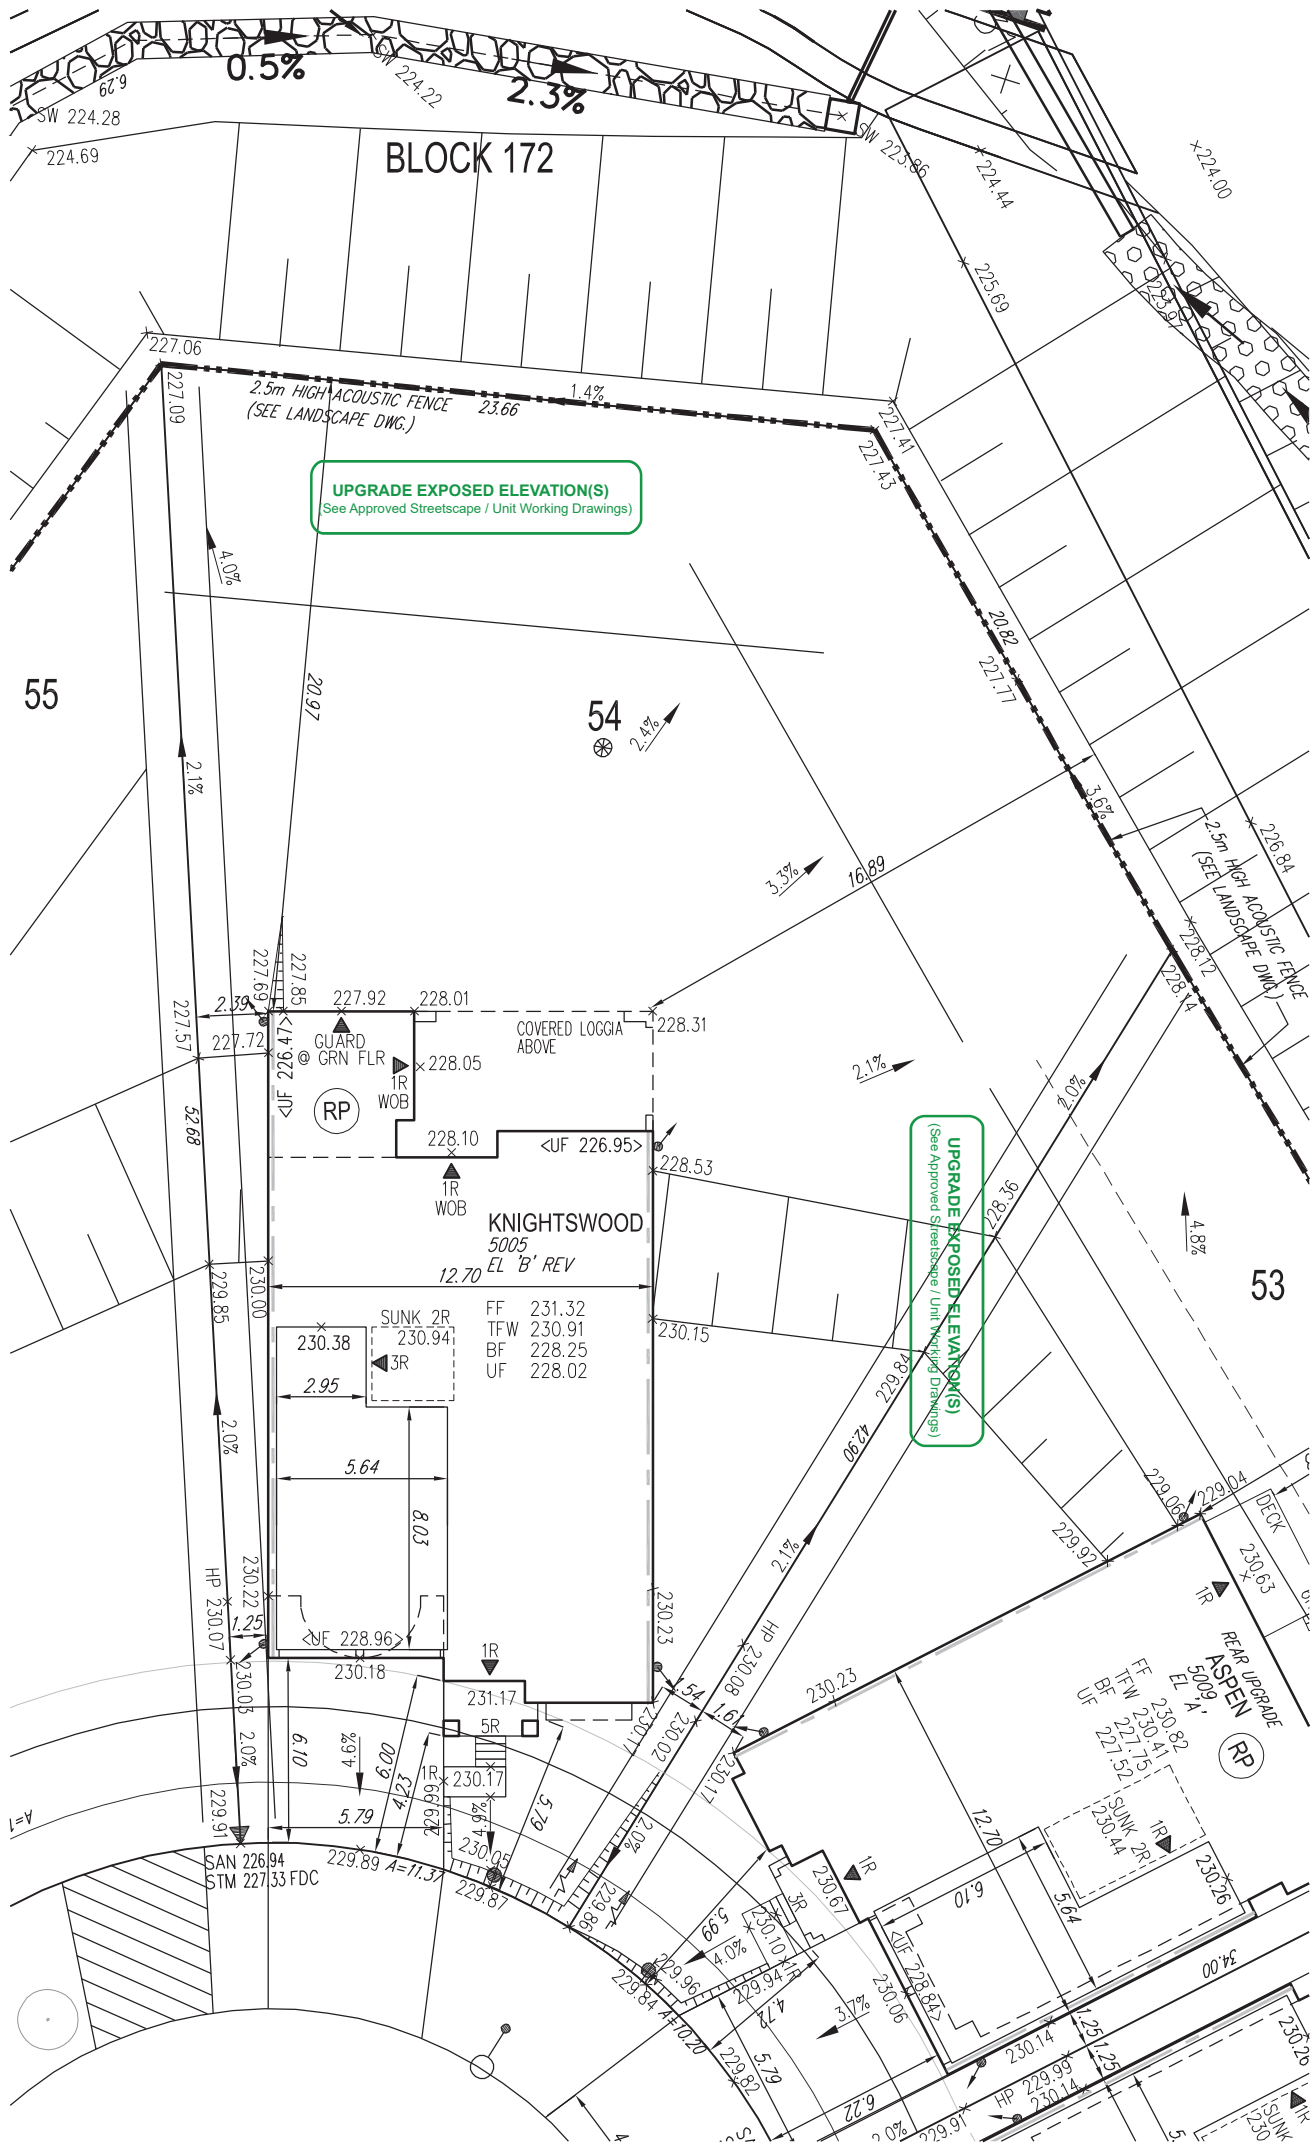 0.5%
6.29
SW 224.28
224.69
SW 224.22
2.3%
BLOCK 172
SW 223.86
224.44
×224.00
225.69
223.97
227.06
227.09
2.5m HIGH ACOUSTIC FENCE
(SEE LANDSCAPE DWG.)
23.66
1.4%
227.41
227.43
UPGRADE EXPOSED ELEVATION(S)
(See Approved Streetscape / Unit Working Drawings)
4.0%
20.82
227.77
55
20.97
54
2.4%
2.1%
3.6%
2.5m HIGH ACOUSTIC FENCE
(SEE LANDSCAPE DWG.)
226.84
3.3%
16.89
228.12
228.14
227.69
227.85
2.39
227.92
228.01
227.57
227.72
<UF 226.47>
GUARD
@ GRN FLR
COVERED LOGGIA
ABOVE
228.31
228.05
1R
WOB
RP
2.1%
2.0%
52.68
228.10
<UF 226.95>
228.53
1R
WOB
UPGRADE EXPOSED ELEVATION(S)
(See Approved Streetscape / Unit Working Drawings)
228.36
4.8%
53
KNIGHTSWOOD
5005
EL 'B' REV
12.70
229.85
230.00
SUNK 2R
230.94
230.38
3R
FF 231.32
TFW 230.91
BF 228.25
UF 228.02
230.15
229.84
2.95
2.0%
42.90
5.64
8.03
229.06
229.04
DECK
229.92
230.63
1R
2.1%
HP 230.07
230.22
1.25
<UF 228.96>
230.18
1R
230.23
HP 230.08
230.03
2.0%
231.17
5R
1.54
1.61
230.17
230.02
230.17
230.23
REAR UPGRADE
ASPEN
5009
EL 'A'
FF 230.82
TFW 230.41
BF 227.75
UF 227.52
RP
6.10
4.6%
6.00
4.23
1R
230.17
229.99
4.9%
5.79
5.79
229.91
SAN 226.94
STM 227.33 FDC
229.89
A=11.37
230.05
229.87
2.0%
229.86
12.70
SUNK 2R
230.44
1R
230.26
6.10
5.64
1R
230.67
3R
5.99
230.10
4.0%
229.96
229.84
229.94
1R
4.72
A=10.20
3.7%
230.06
<UF 228.84>
34.00
5.79
229.82
6.22
230.14
1.25
1.25
HP 229.99
230.14
229.91
2.0%
230.26
SUNK
1R